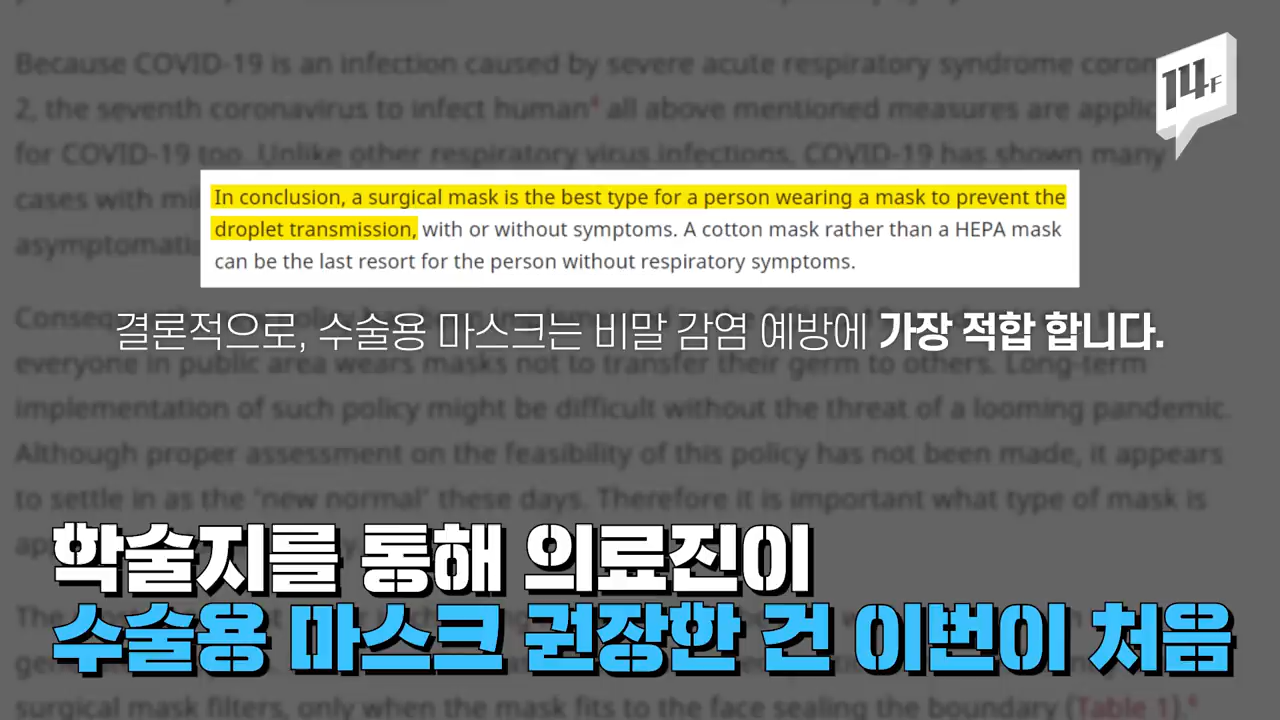 Because COVID-19 is an infection caused by severe acute respiratory syndrome
14F
2, the seventh coronavirus to infect human⁴ all above mentioned measures are
for COVID-19 too. Unlike other respiratory virus infections, COVID-19 has shown many
cases with
In conclusion, a surgical mask is the best type for a person wearing a mask to prevent the
droplet transmission, with or without symptoms. A cotton mask rather than a HEPA mask
can be the last resort for the person without respiratory symptoms.
결론적으로, 수술용 마스크는 비말 감염 예방에 가장 적합 합니다.
everyone in public area wears masks not to transfer their germ to others. Long-term
implementation of such policy might be difficult without the threat of a looming pandemic.
Although proper assessment on the feasibility of this policy has not been made, it appears
to settle in as the 'new normal' these days. Therefore it is important what type of mask is
학술지를 통해 의료진이
수술용 마스크 권장한 건 이번이 처음
surgical mask filters, only when the mask fits to the face sealing the boundary (Table 1).⁴